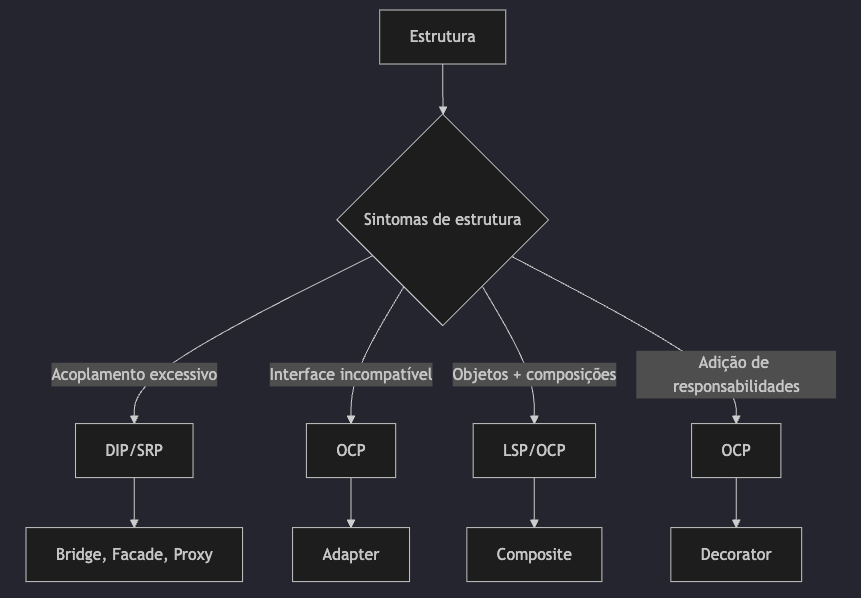 Estrutura
Sintomas de estrutura
Acoplamento excessivo
Interface incompatível
Objetos + composições
Adição de
responsabilidades
DIP/SRP
OCP
LSP/OCP
OCP
Bridge, Facade, Proxy
Adapter
Composite
Decorator